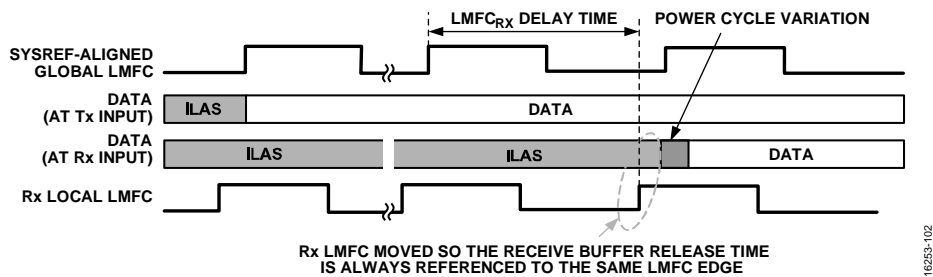 LMFCRX DELAY TIME
POWER CYCLE VARIATION
SYSREF-ALIGNED
GLOBAL LMFC
DATA
(AT Tx INPUT)
ILAS
DATA
DATA
(AT Rx INPUT)
ILAS
ILAS
DATA
Rx LOCAL LMFC
Rx LMFC MOVED SO THE RECEIVE BUFFER RELEASE TIME
IS ALWAYS REFERENCED TO THE SAME LMFC EDGE
16253-102